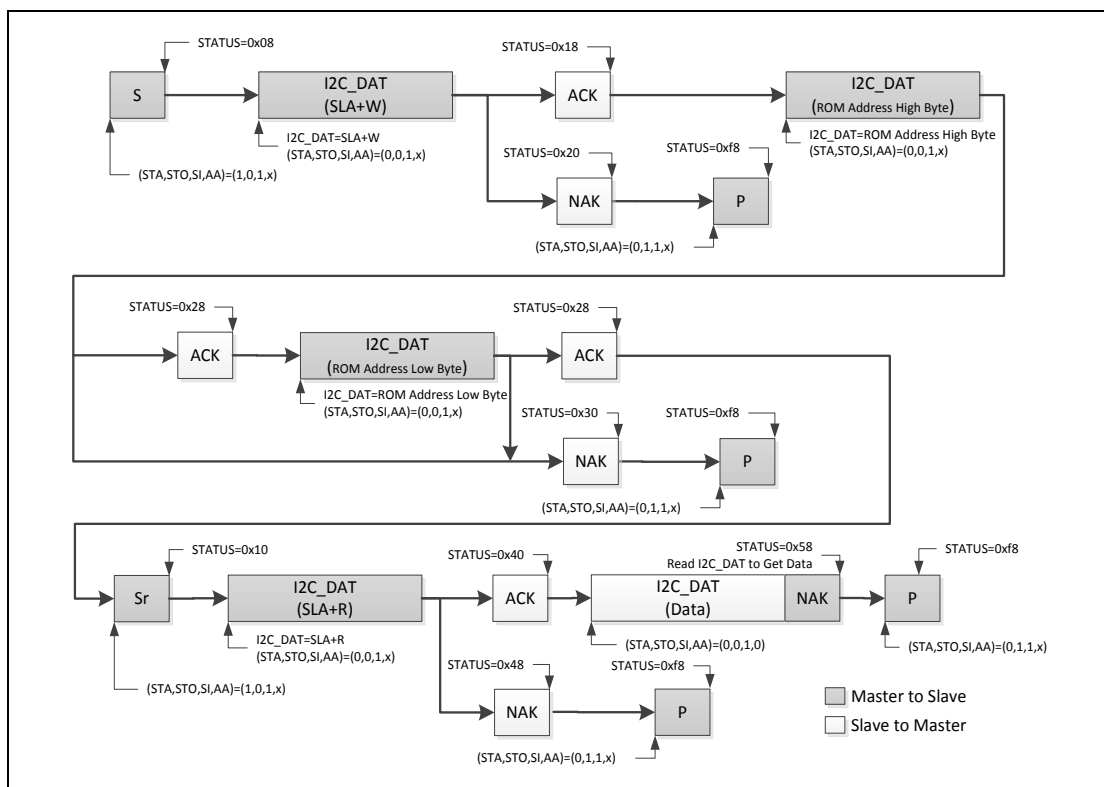 STATUS=0x08
STATUS=0x18
S
I2C_DAT
(SLA+W)
ACK
I2C_DAT
(ROM Address High Byte)
I2C_DAT=SLA+W
(STA,STO,SI,AA)=(0,0,1,x)
I2C_DAT=ROM Address High Byte
(STA,STO,SI,AA)=(0,0,1,x)
STATUS=0x20
STATUS=0xf8
(STA,STO,SI,AA)=(1,0,1,x)
NAK
P
(STA,STO,SI,AA)=(0,1,1,x)
STATUS=0x28
STATUS=0x28
ACK
I2C_DAT
(ROM Address Low Byte)
ACK
I2C_DAT=ROM Address Low Byte
(STA,STO,SI,AA)=(0,0,1,x)
STATUS=0x30
STATUS=0xf8
NAK
P
(STA,STO,SI,AA)=(0,1,1,x)
STATUS=0x10
STATUS=0x40
STATUS=0x58
Read I2C_DAT to Get Data
STATUS=0xf8
Sr
I2C_DAT
(SLA+R)
ACK
I2C_DAT
(Data)
NAK
P
I2C_DAT=SLA+R
(STA,STO,SI,AA)=(0,0,1,x)
(STA,STO,SI,AA)=(0,0,1,0)
(STA,STO,SI,AA)=(0,1,1,x)
STATUS=0x48
STATUS=0xf8
(STA,STO,SI,AA)=(1,0,1,x)
NAK
P
(STA,STO,SI,AA)=(0,1,1,x)
Master to Slave
Slave to Master